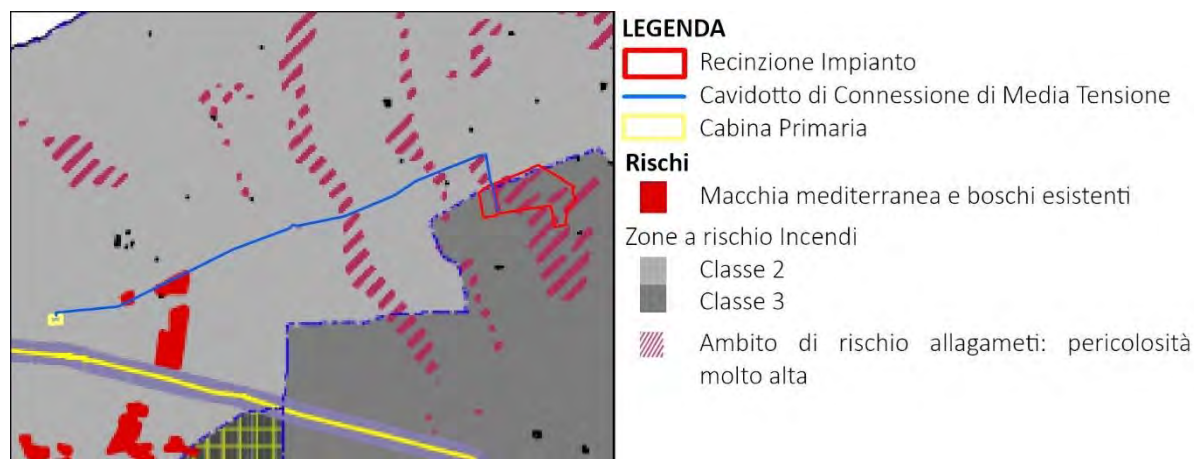 LEGENDA
Recinzione Impianto
Cavidotto di Connessione di Media Tensione
Cabina Primaria
Rischi
Macchia mediterranea e boschi esistenti
Zone a rischio Incendi
Classe 2
Classe 3
Ambito di rischio allagameti: pericolosità
molto alta